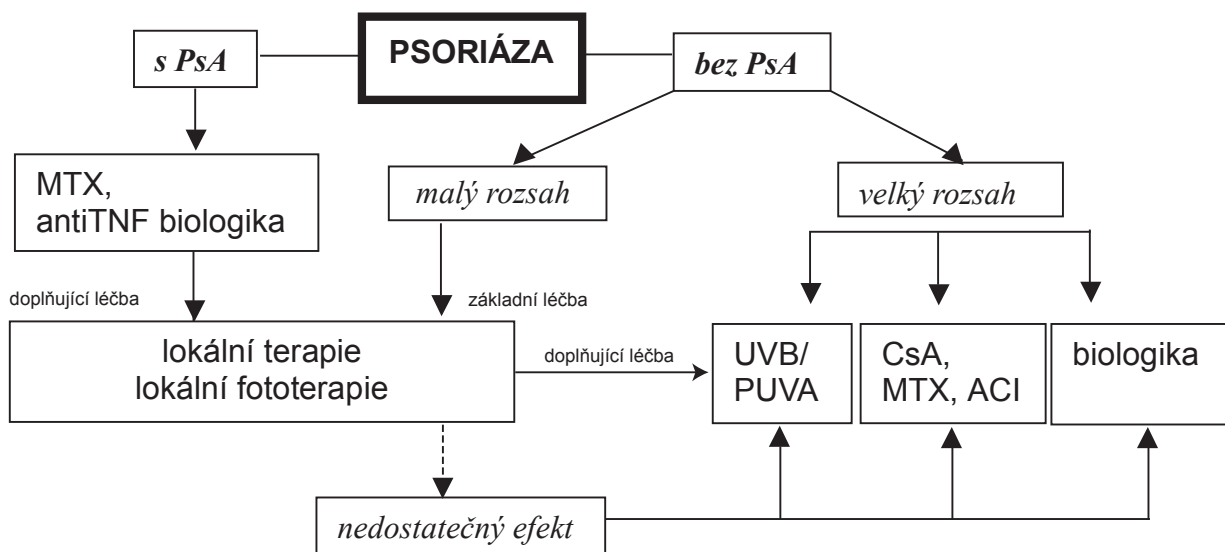 PSORIÁZA
s PsA
bez PsA
MTX,
antiTNF biologika
malý rozsah
velký rozsah
doplňující léčba
základní léčba
lokální terapie
lokální fototerapie
doplňující léčba
UVB/
PUVA
CsA,
MTX, ACI
biologika
nedostatečný efekt